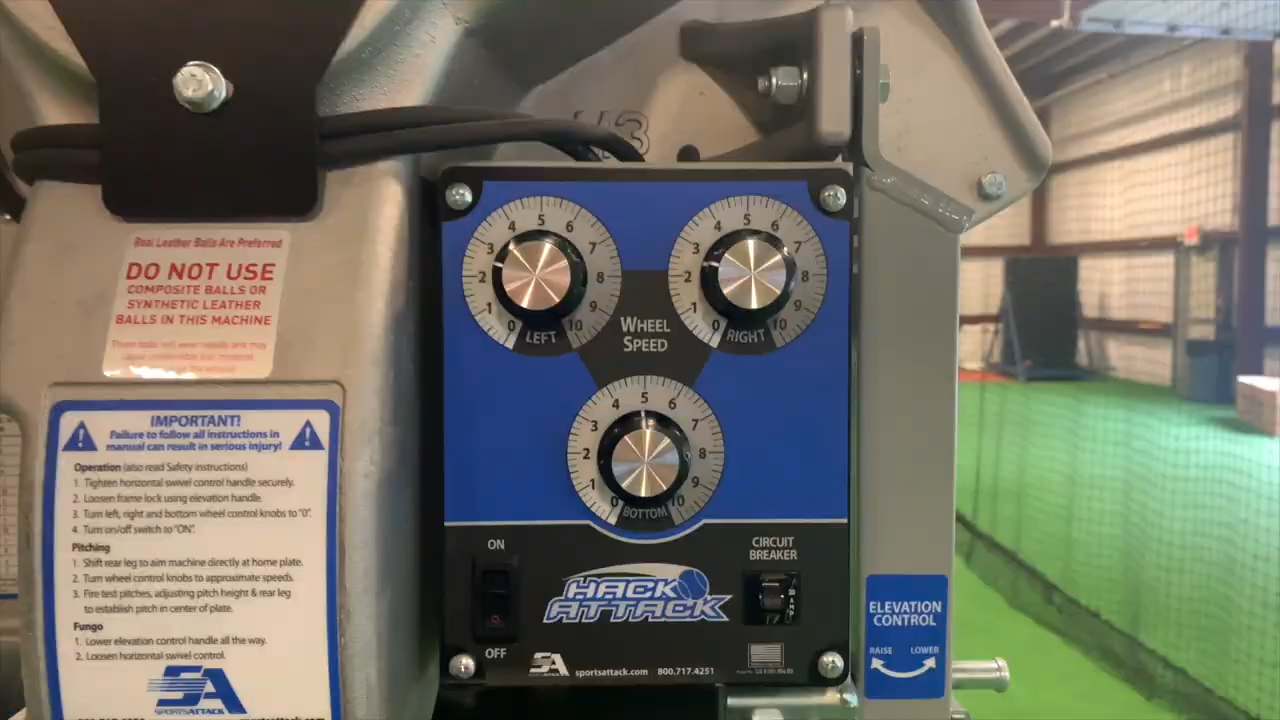 Real Leather Balls Are Preferred
DO NOT USE
COMPOSITE BALLS OR
SYNTHETIC LEATHER
BALLS IN THIS MACHINE
IMPORTANT!
Failure to follow all instructions in
manual can result in serious injury!
Operation (also read Safety instructions)
1. Tighten horizontal swivel control handle securely.
2. Loosen frame lock using elevation handle.
3. Turn left, right and bottom wheel control knobs to "0".
4. Turn on/off switch to "ON".
Pitching
1. Shift rear leg to aim machine directly at home plate.
2. Turn wheel control knobs to approximate speeds.
3. Fire test pitches, adjusting pitch height & rear leg
to establish pitch in center of plate.
Fungo
1. Lower elevation control handle all the way.
2. Loosen horizontal swivel control.
SA
SPORTSATTACK
0 1 2 3 4 5 6 7 8 9 10
LEFT
0 1 2 3 4 5 6 7 8 9 10
RIGHT
WHEEL
SPEED
0 1 2 3 4 5 6 7 8 9 10
BOTTOM
ON
OFF
HACK
ATTACK
CIRCUIT
BREAKER
SA
sportsattack.com 800.717.4251
ELEVATION
CONTROL
RAISE LOWER